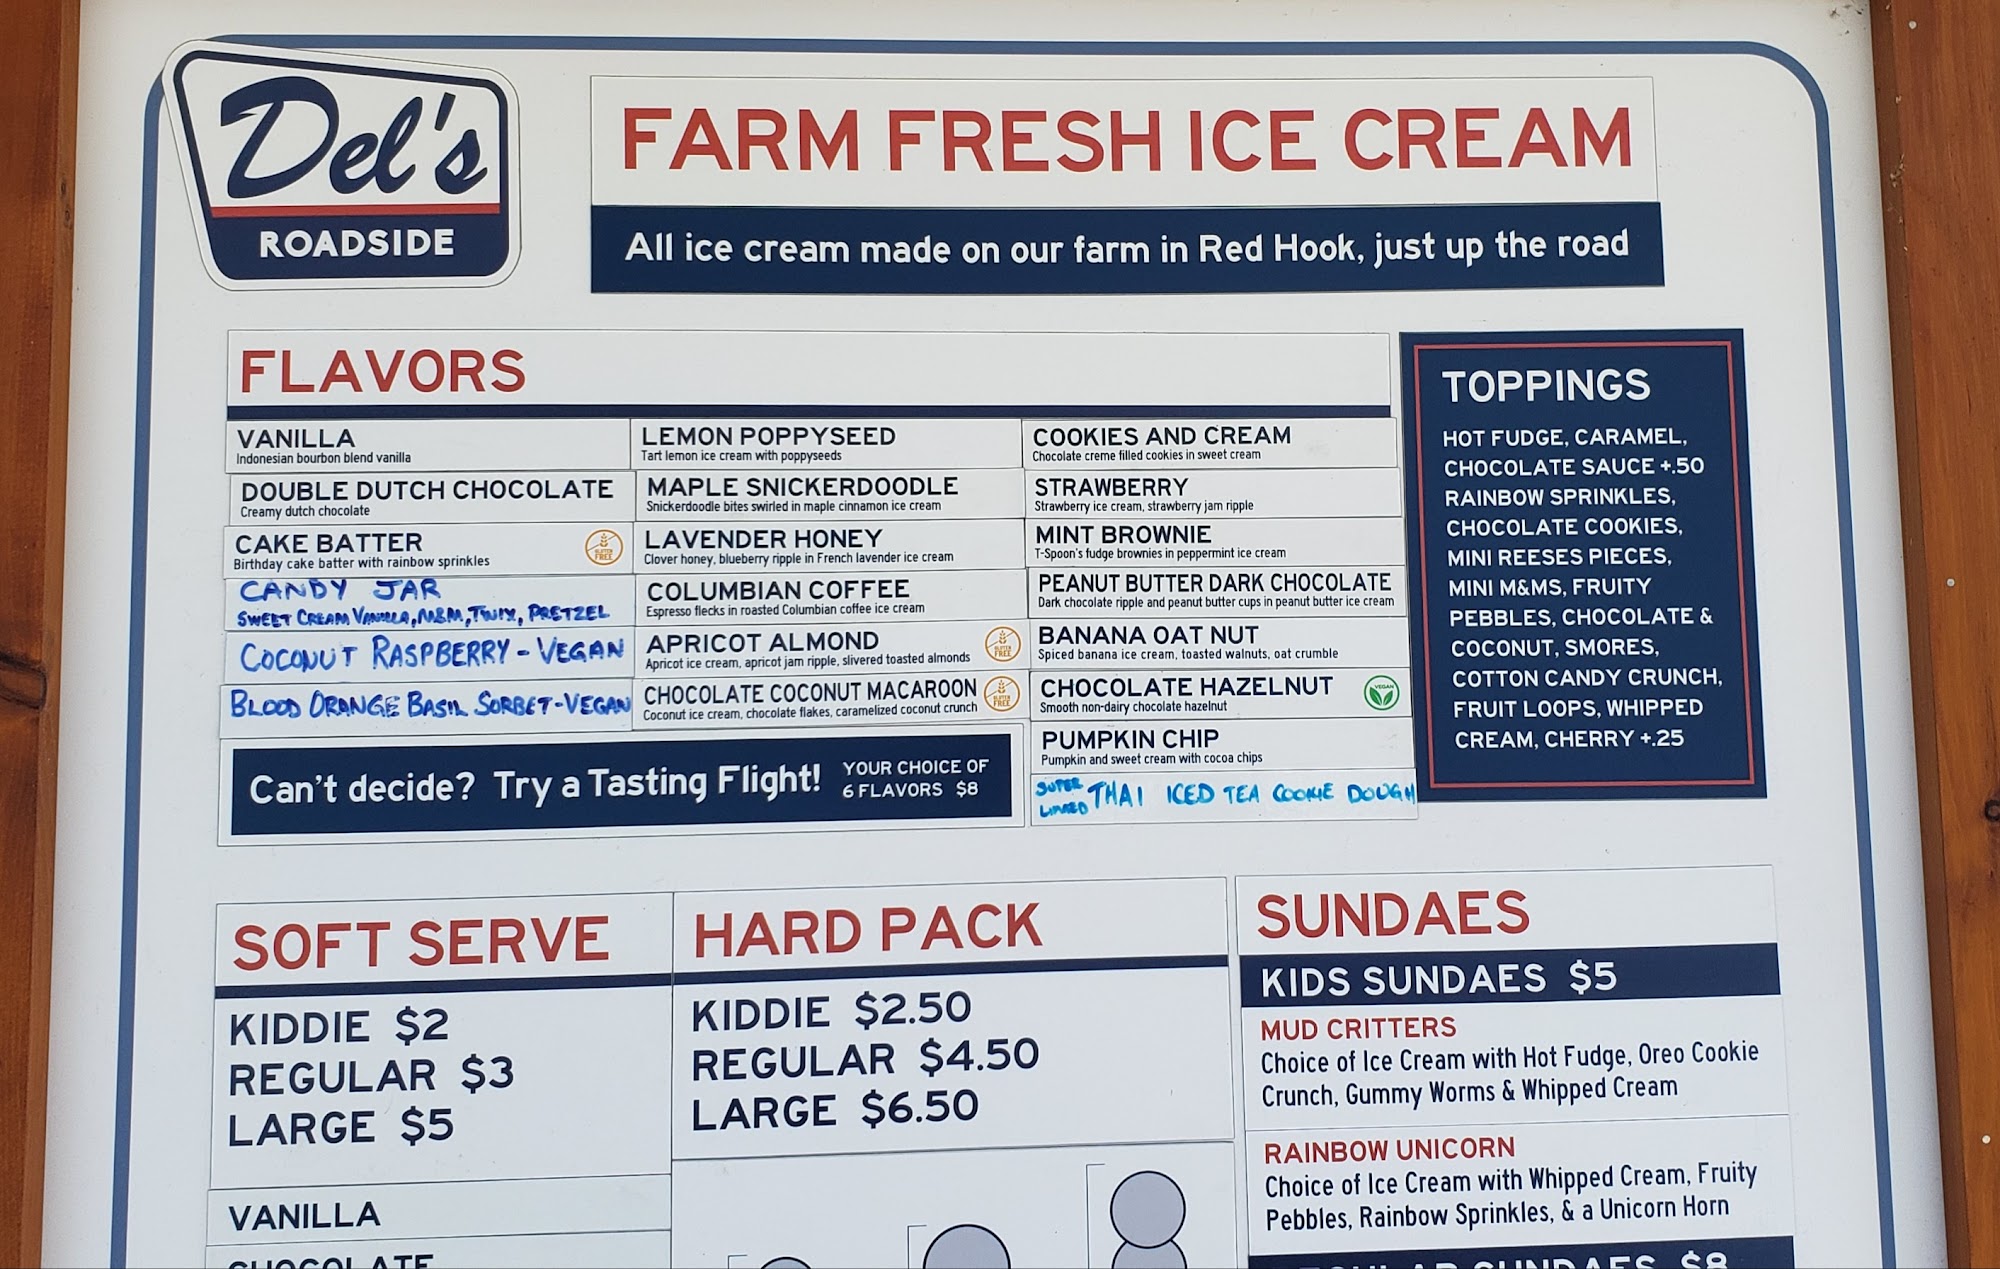 Del's
ROADSIDE
FARM FRESH ICE CREAM
All ice cream made on our farm in Red Hook, just up the road
FLAVORS
VANILLA
Indonesian bourbon blend vanilla
DOUBLE DUTCH CHOCOLATE
Creamy dutch chocolate
CAKE BATTER
Birthday cake batter with rainbow sprinkles
GLUTEN FREE
CANDY JAR
SWEET CREAM VANILLA, M&M, TWIX, PRETZEL
COCONUT RASPBERRY - VEGAN
BLOOD ORANGE BASIL SORBET - VEGAN
LEMON POPPYSEED
Tart lemon ice cream with poppyseeds
MAPLE SNICKERDOODLE
Snickerdoodle bites swirled in maple cinnamon ice cream
LAVENDER HONEY
Clover honey, blueberry ripple in French lavender ice cream
COLUMBIAN COFFEE
Espresso flecks in roasted Columbian coffee ice cream
APRICOT ALMOND
Apricot ice cream, apricot jam ripple, slivered toasted almonds
GLUTEN FREE
CHOCOLATE COCONUT MACAROON
Coconut ice cream, chocolate flakes, caramelized coconut crunch
GLUTEN FREE
COOKIES AND CREAM
Chocolate creme filled cookies in sweet cream
STRAWBERRY
Strawberry ice cream, strawberry jam ripple
MINT BROWNIE
T-Spoon's fudge brownies in peppermint ice cream
PEANUT BUTTER DARK CHOCOLATE
Dark chocolate ripple and peanut butter cups in peanut butter ice cream
BANANA OAT NUT
Spiced banana ice cream, toasted walnuts, oat crumble
CHOCOLATE HAZELNUT
Smooth non-dairy chocolate hazelnut
VEGAN
PUMPKIN CHIP
Pumpkin and sweet cream with cocoa chips
SUPER LIMITED THAI ICED TEA COOKIE DOUGH
Can't decide? Try a Tasting Flight!
YOUR CHOICE OF
6 FLAVORS $8
TOPPINGS
HOT FUDGE, CARAMEL,
CHOCOLATE SAUCE +.50
RAINBOW SPRINKLES,
CHOCOLATE COOKIES,
MINI REESES PIECES,
MINI M&MS, FRUITY
PEBBLES, CHOCOLATE &
COCONUT, SMORES,
COTTON CANDY CRUNCH,
FRUIT LOOPS, WHIPPED
CREAM, CHERRY +.25
SOFT SERVE
KIDDIE $2
REGULAR $3
LARGE $5
VANILLA
CHOCOLATE
HARD PACK
KIDDIE $2.50
REGULAR $4.50
LARGE $6.50
SUNDAES
KIDS SUNDAES $5
MUD CRITTERS
Choice of Ice Cream with Hot Fudge, Oreo Cookie
Crunch, Gummy Worms & Whipped Cream
RAINBOW UNICORN
Choice of Ice Cream with Whipped Cream, Fruity
Pebbles, Rainbow Sprinkles, & a Unicorn Horn
REGULAR SUNDAES $8